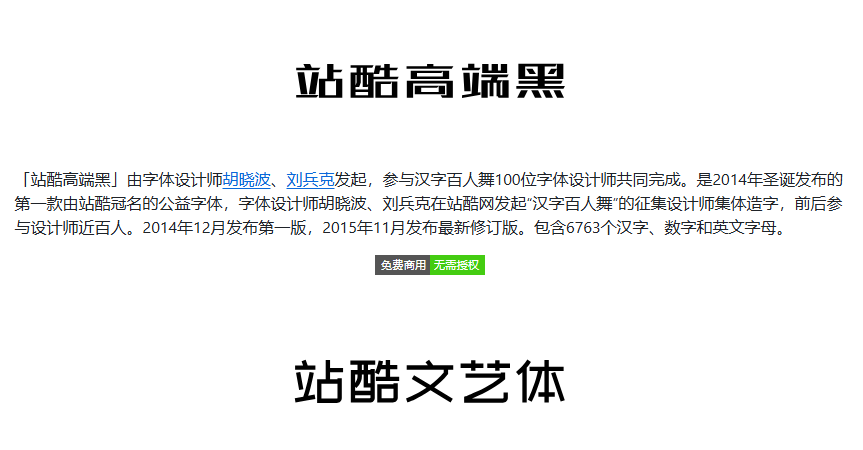 站酷高端黑
「站酷高端黑」由字体设计师胡晓波、刘兵克发起，参与汉字百人舞100位字体设计师共同完成。是2014年圣诞发布的
第一款由站酷冠名的公益字体，字体设计师胡晓波、刘兵克在站酷网发起“汉字百人舞”的征集设计师集体造字，前后参
与设计师近百人。2014年12月发布第一版，2015年11月发布最新修订版。包含6763个汉字、数字和英文字母。
免费商用 无需授权
站酷文艺体